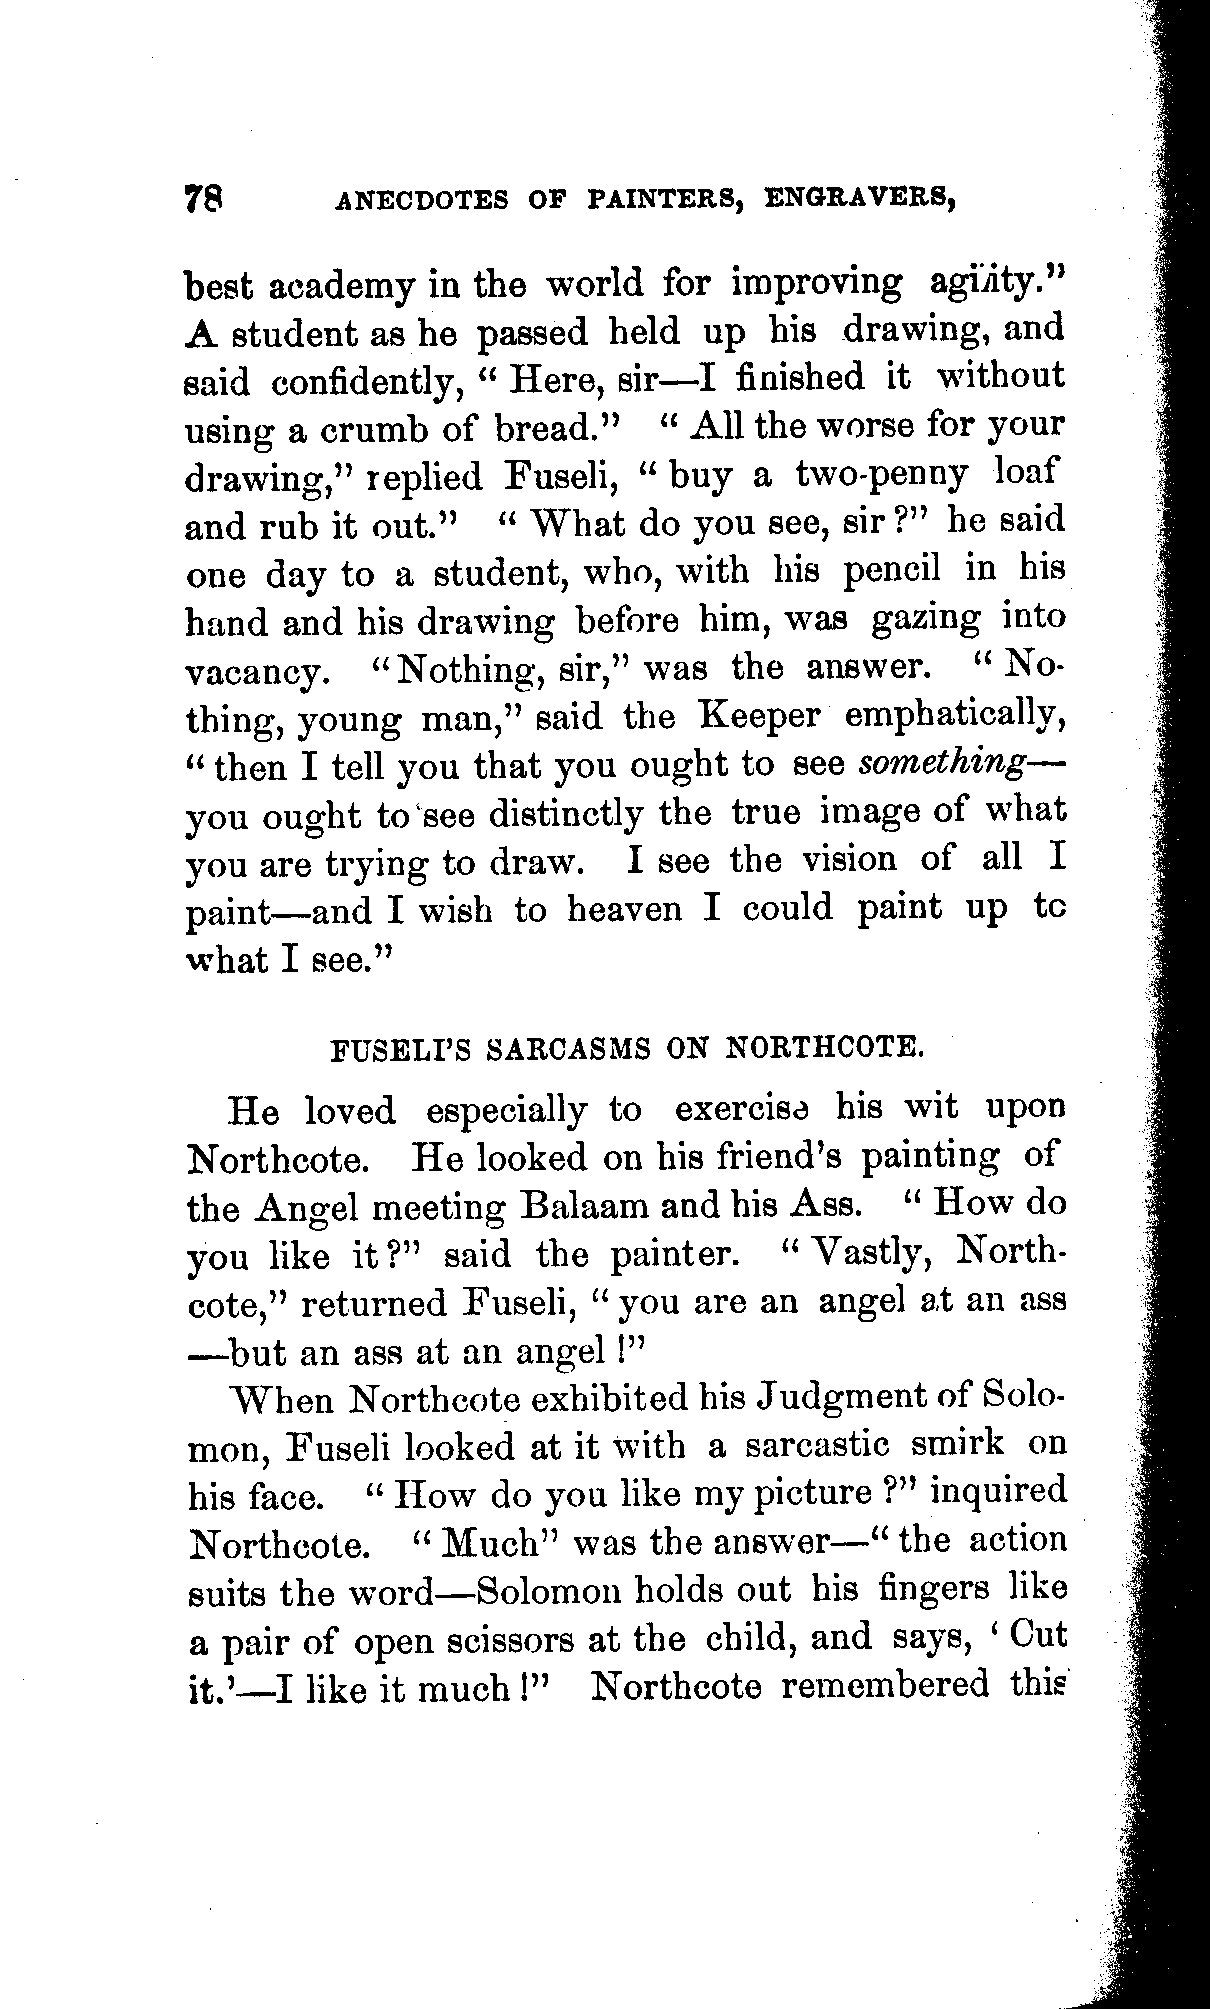 78 ANECDOTES OF PAINTERS, ENGRAVERS,
best academy in the world for improving agility."
A student as he passed held up his drawing, and
said confidently, " Here, sir—I finished it without
using a crumb of bread." " All the worse for your
drawing," replied Fuseli, " buy a two-penny loaf
and rub it out." " What do you see, sir ?" he said
one day to a student, who, with his pencil in his
hand and his drawing before him, was gazing into
vacancy. "Nothing, sir," was the answer. " No-
thing, young man," said the Keeper emphatically,
" then I tell you that you ought to see something—
you ought to see distinctly the true image of what
you are trying to draw. I see the vision of all I
paint—and I wish to heaven I could paint up to
what I see."
FUSELI'S SARCASMS ON NORTHCOTE.
He loved especially to exercise his wit upon
Northcote. He looked on his friend's painting of
the Angel meeting Balaam and his Ass. " How do
you like it ?" said the painter. " Vastly, North-
cote," returned Fuseli, " you are an angel at an ass
—but an ass at an angel !"
When Northcote exhibited his Judgment of Solo-
mon, Fuseli looked at it with a sarcastic smirk on
his face. " How do you like my picture ?" inquired
Northcote. " Much" was the answer—" the action
suits the word—Solomon holds out his fingers like
a pair of open scissors at the child, and says, ' Cut
it.'—I like it much !" Northcote remembered this